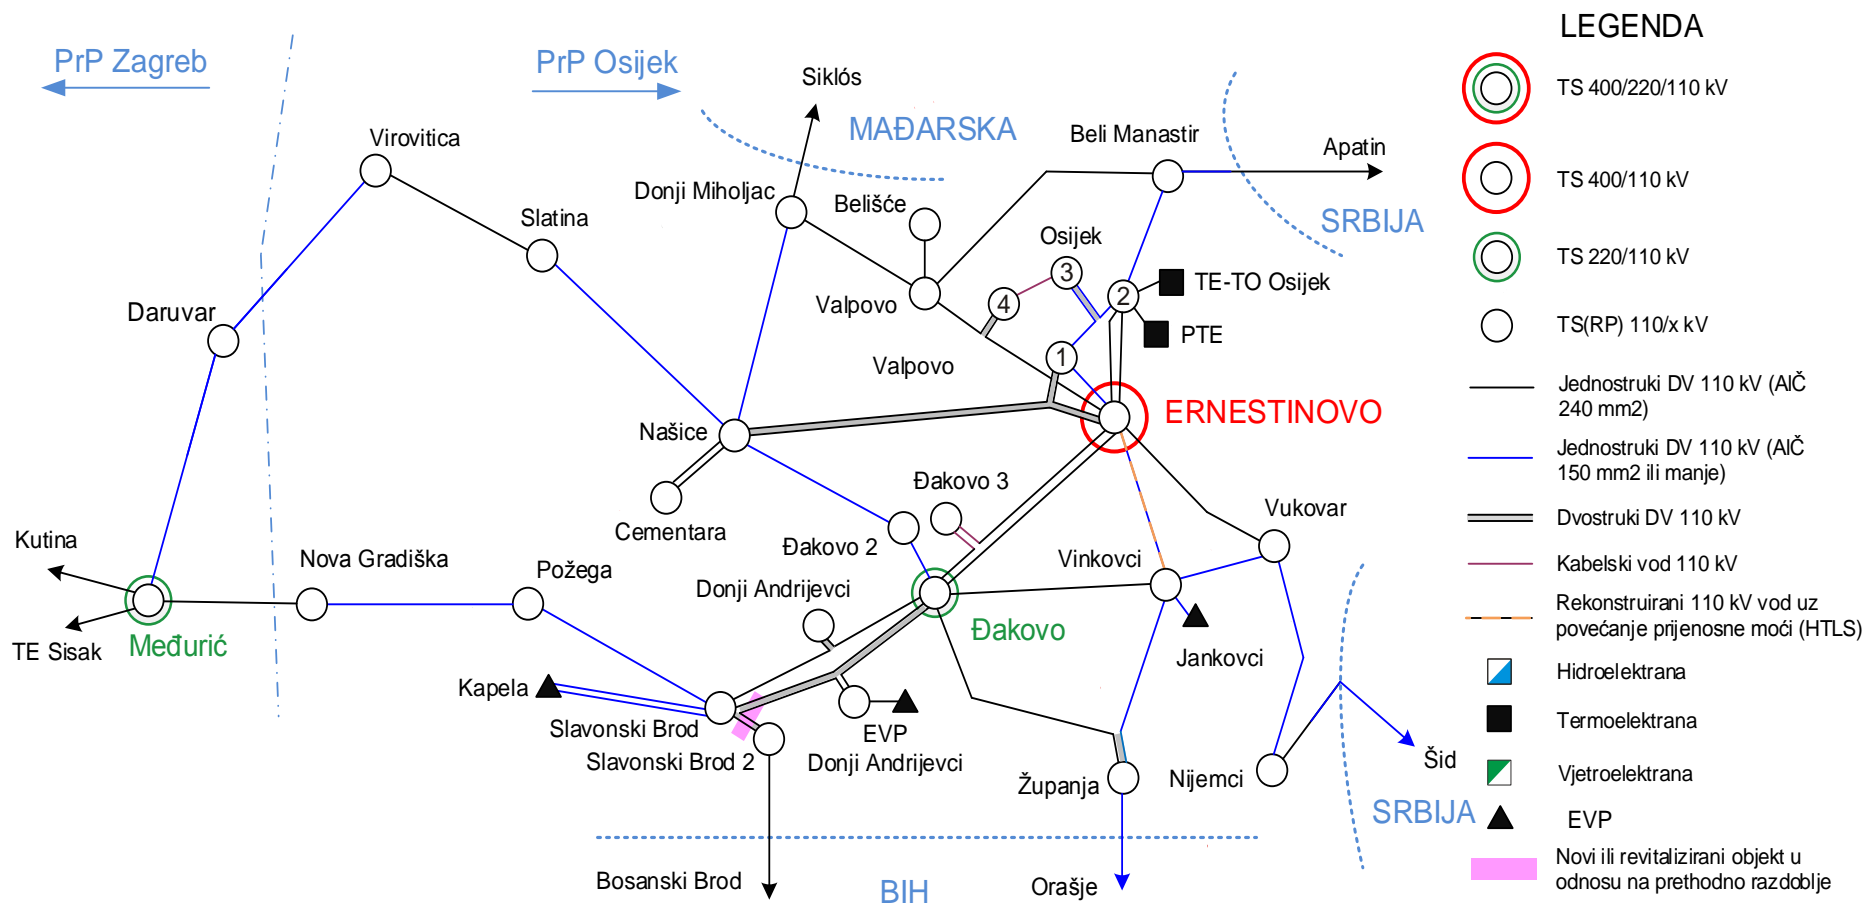 PrP Zagreb
PrP Osijek
Siklós
MAĐARSKA
Beli Manastir
Apatin
Virovitica
Donji Miholjac
Belišće
SRBIJA
Slatina
Osijek
3
TE-TO Osijek
2
4
Valpovo
Daruvar
PTE
1
Valpovo
ERNESTINOVO
Našice
Đakovo 3
Vukovar
Cementara
Đakovo 2
Kutina
Nova Gradiška
Požega
Vinkovci
Donji Andrijevci
TE Sisak
Međurić
Đakovo
Jankovci
Kapela
Slavonski Brod
EVP
Donji Andrijevci
Slavonski Brod 2
Županja
Nijemci
Šid
SRBIJA
Bosanski Brod
BIH
Orašje
LEGENDA
TS 400/220/110 kV
TS 400/110 kV
TS 220/110 kV
TS(RP) 110/x kV
Jednostruki DV 110 kV (AlČ
240 mm2)
Jednostruki DV 110 kV (AlČ
150 mm2 ili manje)
Dvostruki DV 110 kV
Kabelski vod 110 kV
Rekonstruirani 110 kV vod uz
povećanje prijenosne moći (HTLS)
Hidroelektrana
Termoelektrana
Vjetroelektrana
EVP
Novi ili revitalizirani objekt u
odnosu na prethodno razdoblje